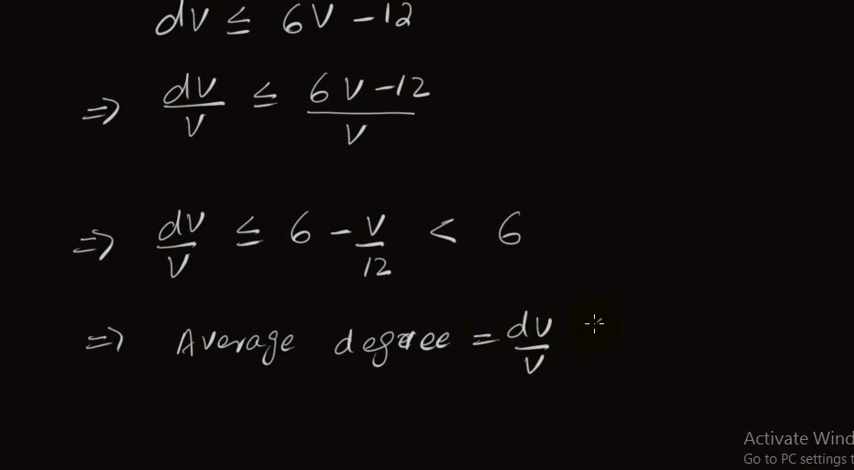 dv ≤ 6v - 12
⇒ dv/v ≤ 6v-12/v
⇒ dv/v ≤ 6 - v/12 < 6
⇒ Average degree = dv/v
Activate Wind
Go to PC settings t